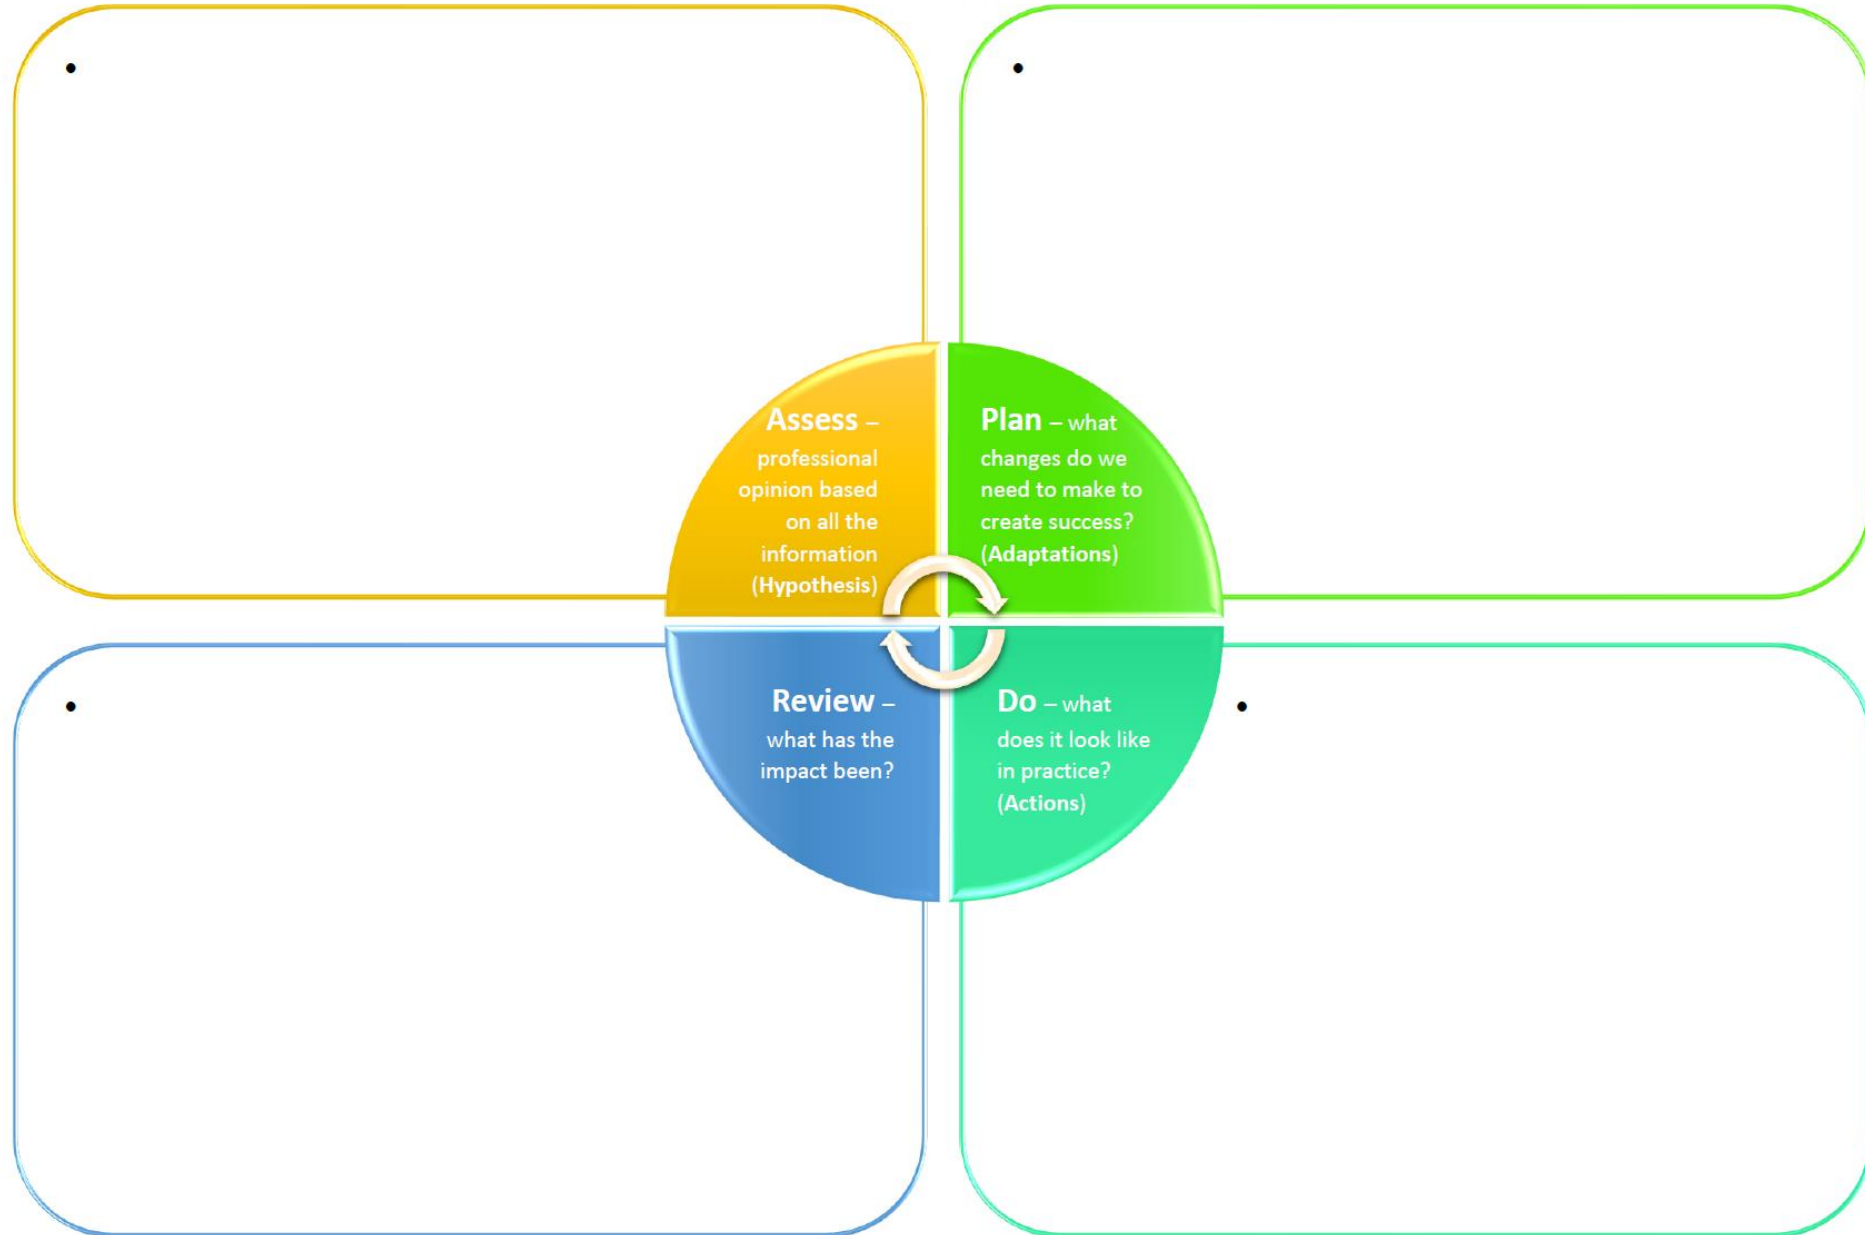 •
•
Assess –
professional
opinion based
on all the
information
(Hypothesis)
Plan – what
changes do we
need to make to
create success?
(Adaptations)
•
Review –
what has the
impact been?
Do – what
does it look like
in practice?
(Actions)
•